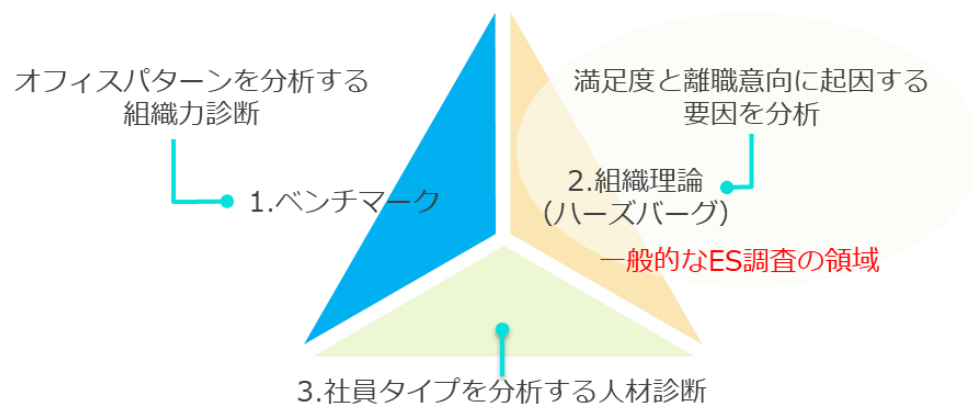 オフィスパターンを分析する
組織力診断
1.ベンチマーク
満足度と離職意向に起因する
要因を分析
2.組織理論
(ハーズバーグ)
一般的なES調査の領域
3.社員タイプを分析する人材診断